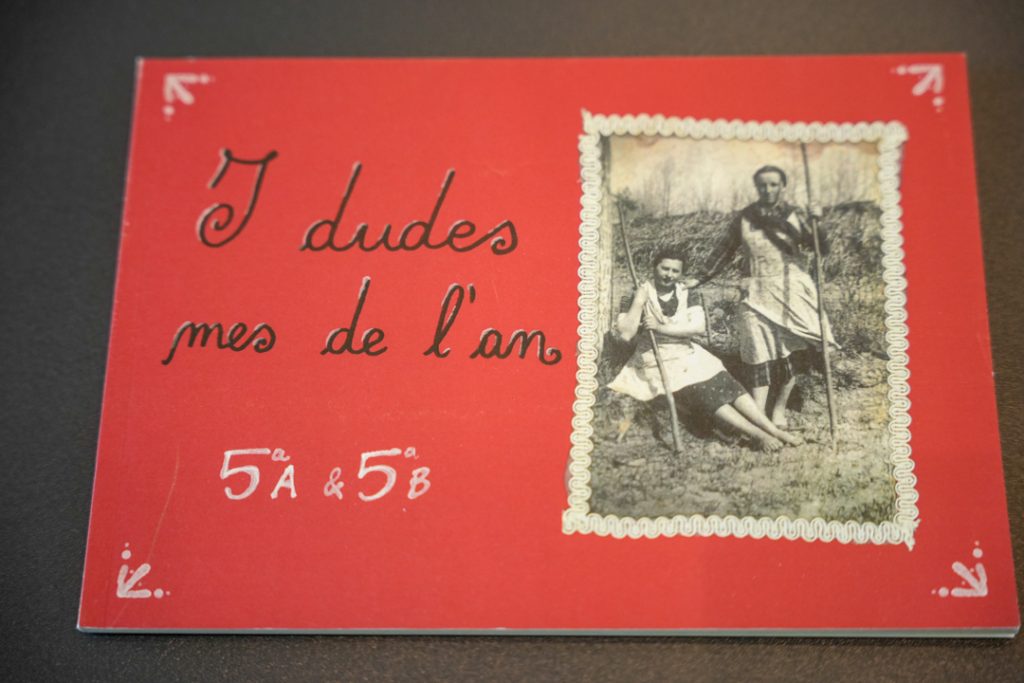 I dudes
mes de l'an
5ªA & 5ªB